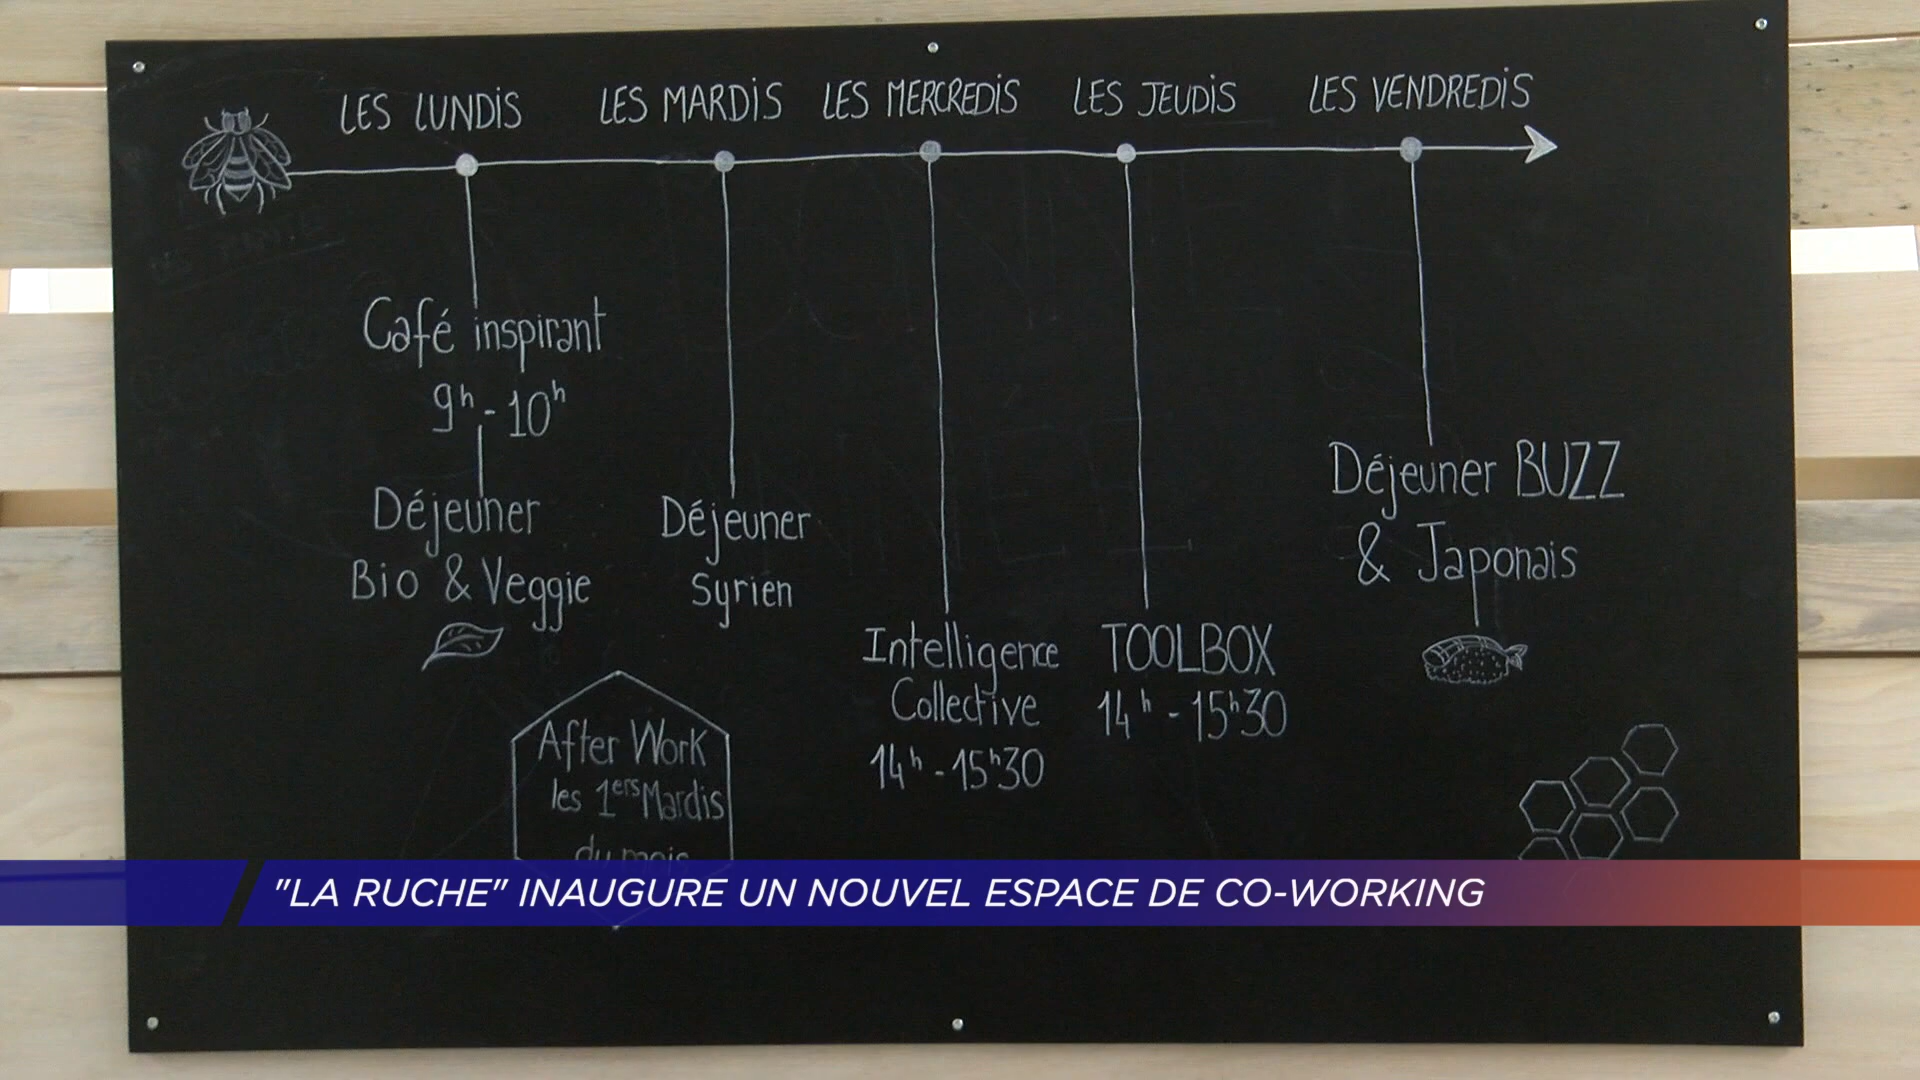 LES LUNDIS
LES MARDIS
LES MERCREDIS
LES JEUDIS
LES VENDREDIS
Café inspirant
9h - 10h
Déjeuner
Bio & Veggie
Déjeuner
Syrien
After Work
les 1ers Mardis
du mois
Intelligence
Collective
14h - 15h30
TOOLBOX
14h - 15h30
Déjeuner BUZZ
& Japonais
"LA RUCHE" INAUGURE UN NOUVEL ESPACE DE CO-WORKING